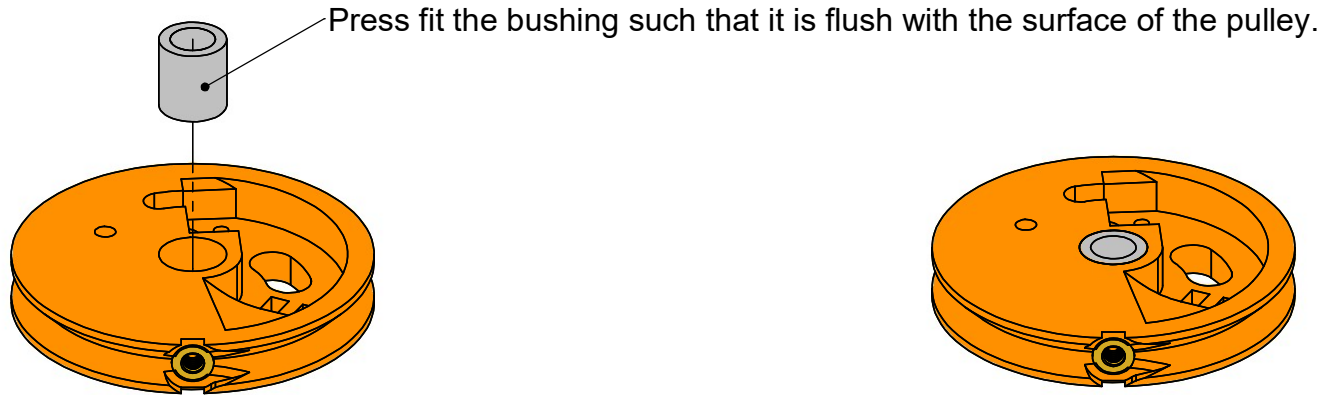 Press fit the bushing such that it is flush with the surface of the pulley.